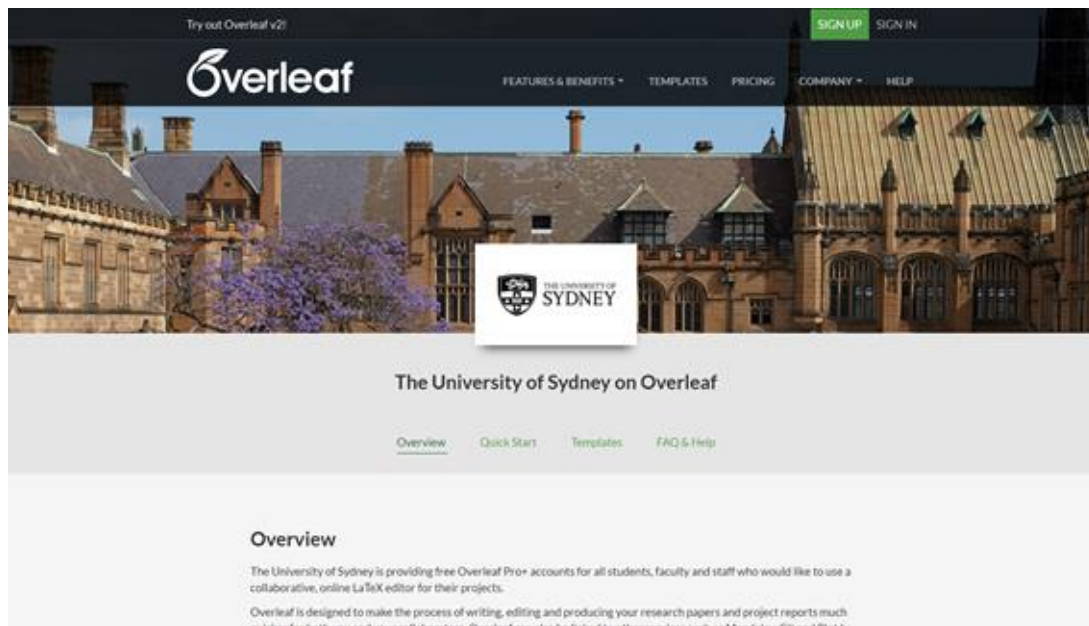 Try out Overleaf v2!
SIGN UP SIGN IN
Overleaf
FEATURES & BENEFITS TEMPLATES PRICING COMPANY HELP
THE UNIVERSITY OF
SYDNEY
The University of Sydney on Overleaf
Overview Quick Start Templates FAQ & Help
Overview
The University of Sydney is providing free Overleaf Pro+ accounts for all students, faculty and staff who would like to use a
collaborative, online LaTeX editor for their projects.
Overleaf is designed to make the process of writing, editing and producing your research papers and project reports much